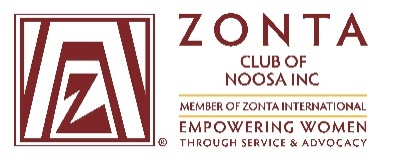 ZONTA
CLUB OF
NOOSA INC
MEMBER OF ZONTA INTERNATIONAL
EMPOWERING WOMEN
THROUGH SERVICE & ADVOCACY
Z
®